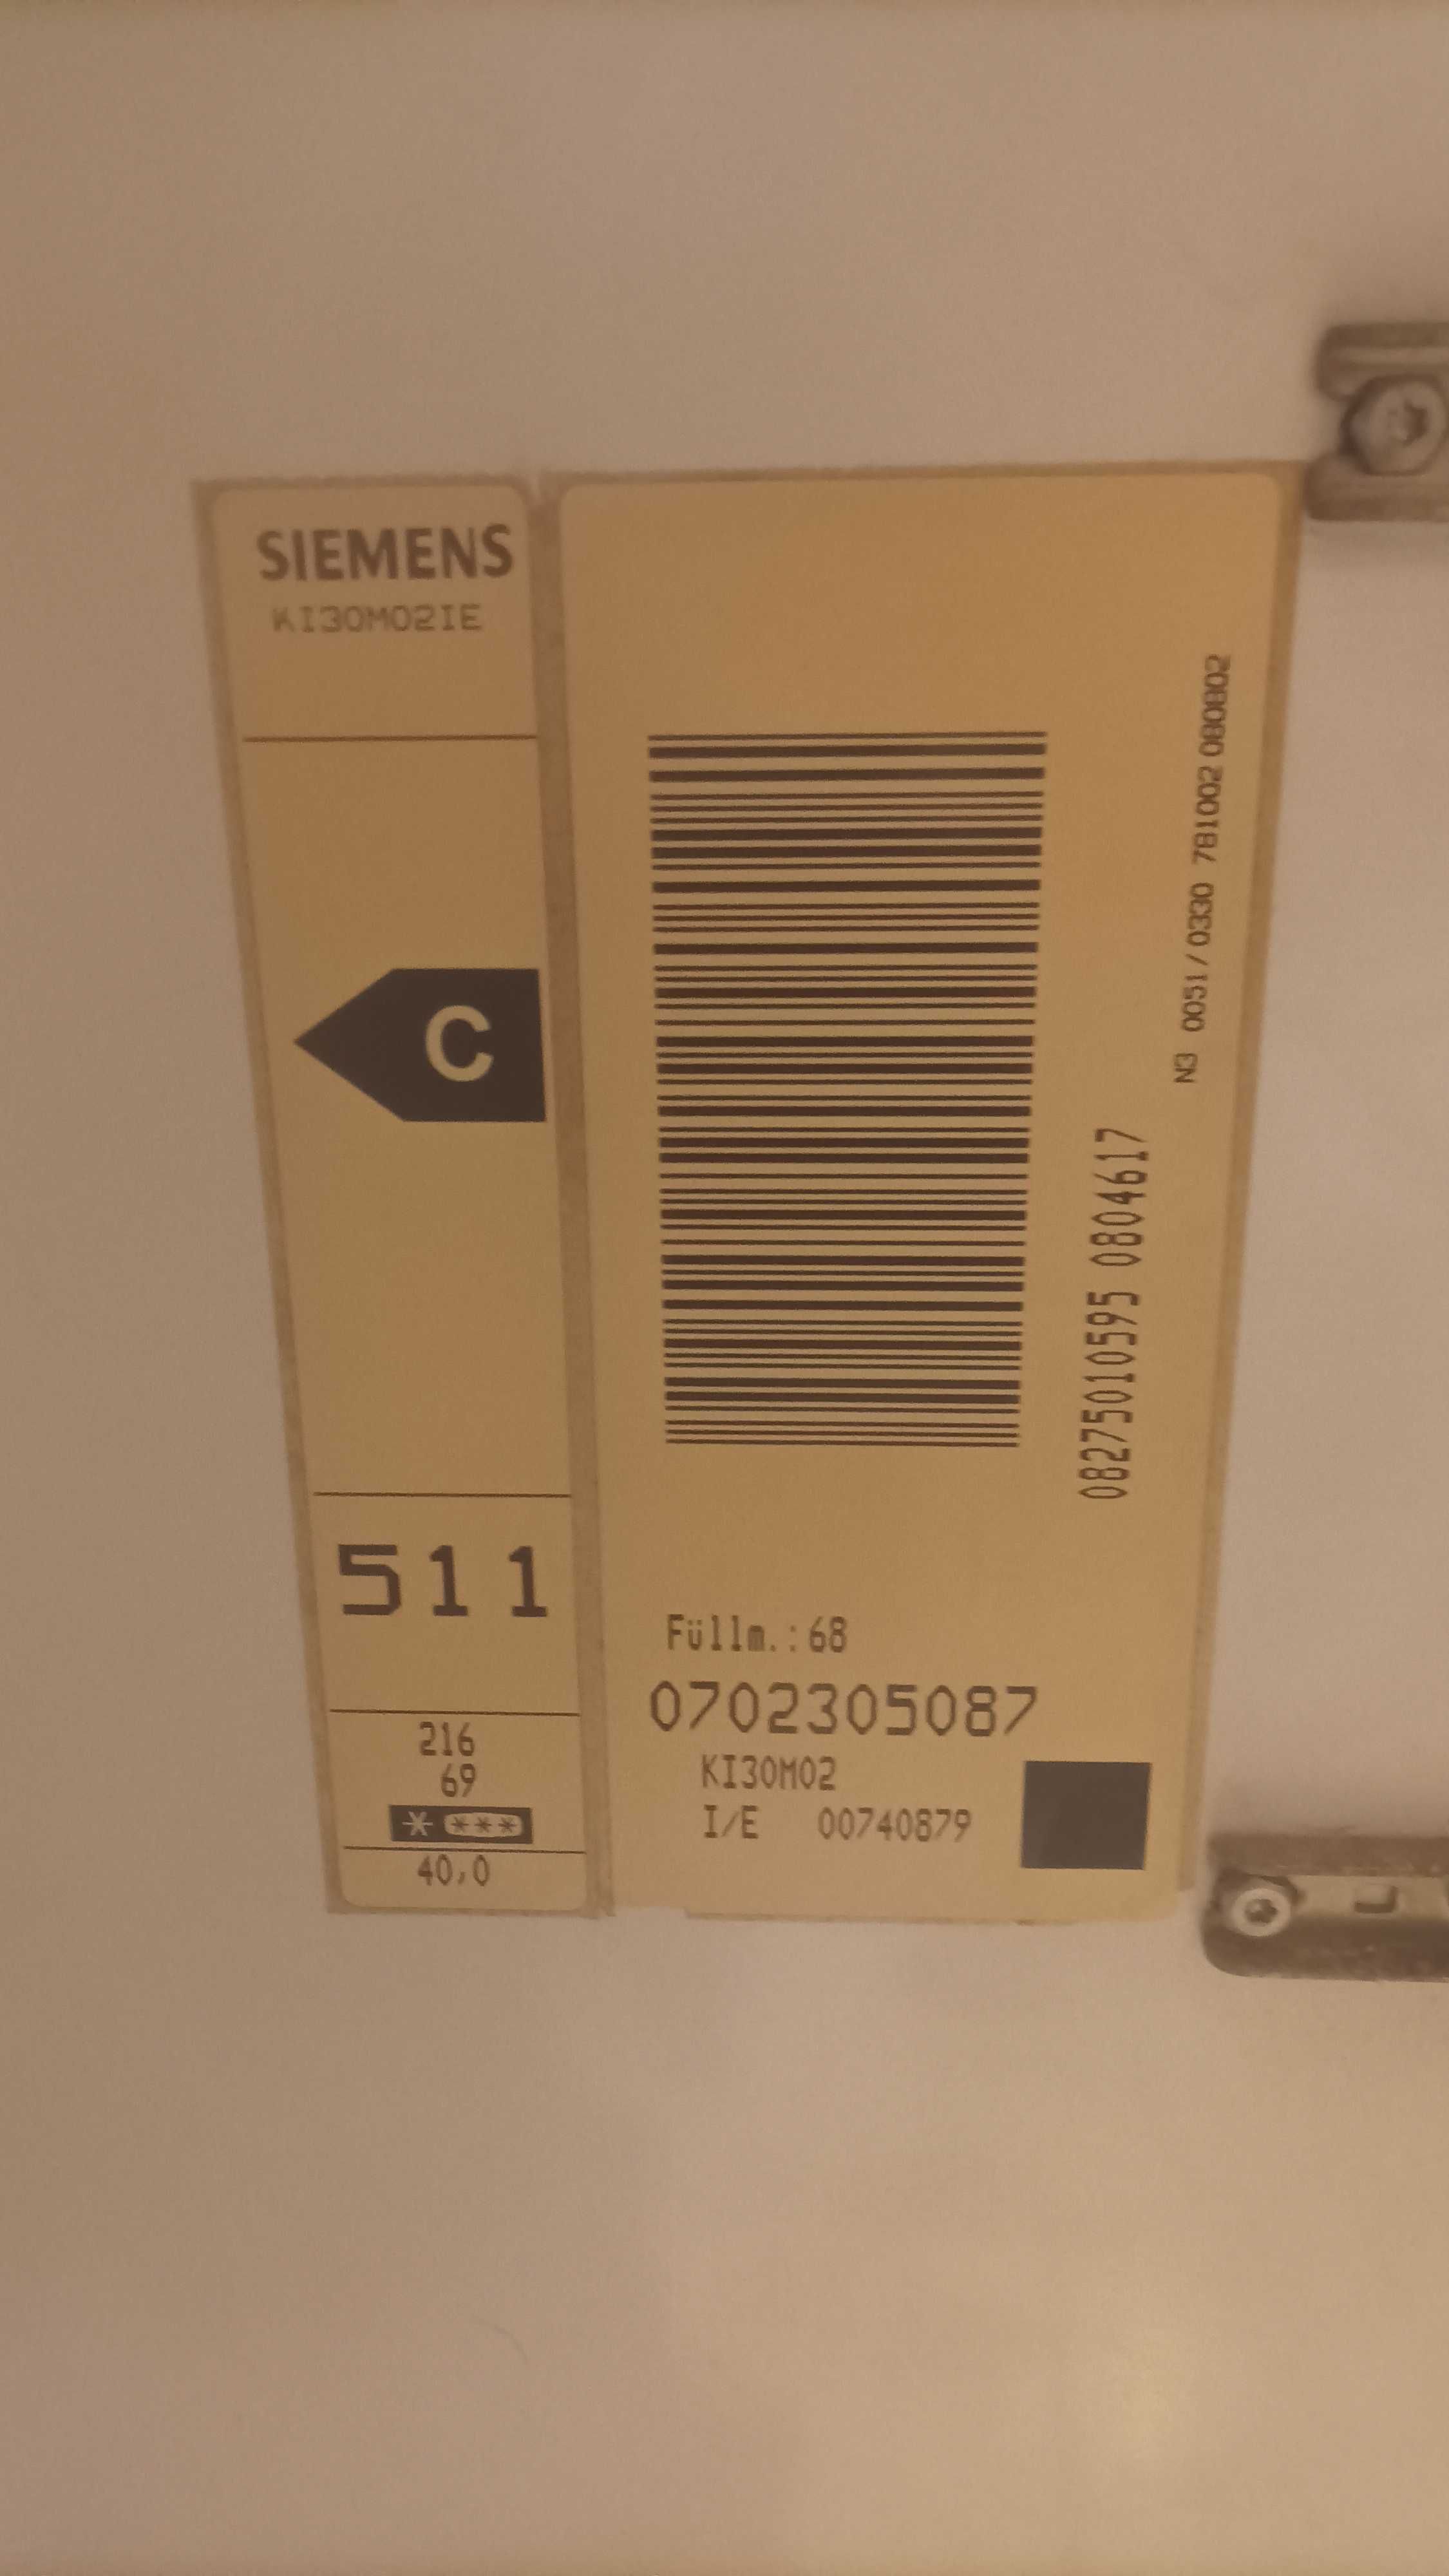 SIEMENS
KI30M02IE
C
511
216
69
* ***
40,0
Füllm.:68
0702305087
KI30M02
I/E 00740879
08275010595 0804617
N3 0051 / 0330 781002 080802